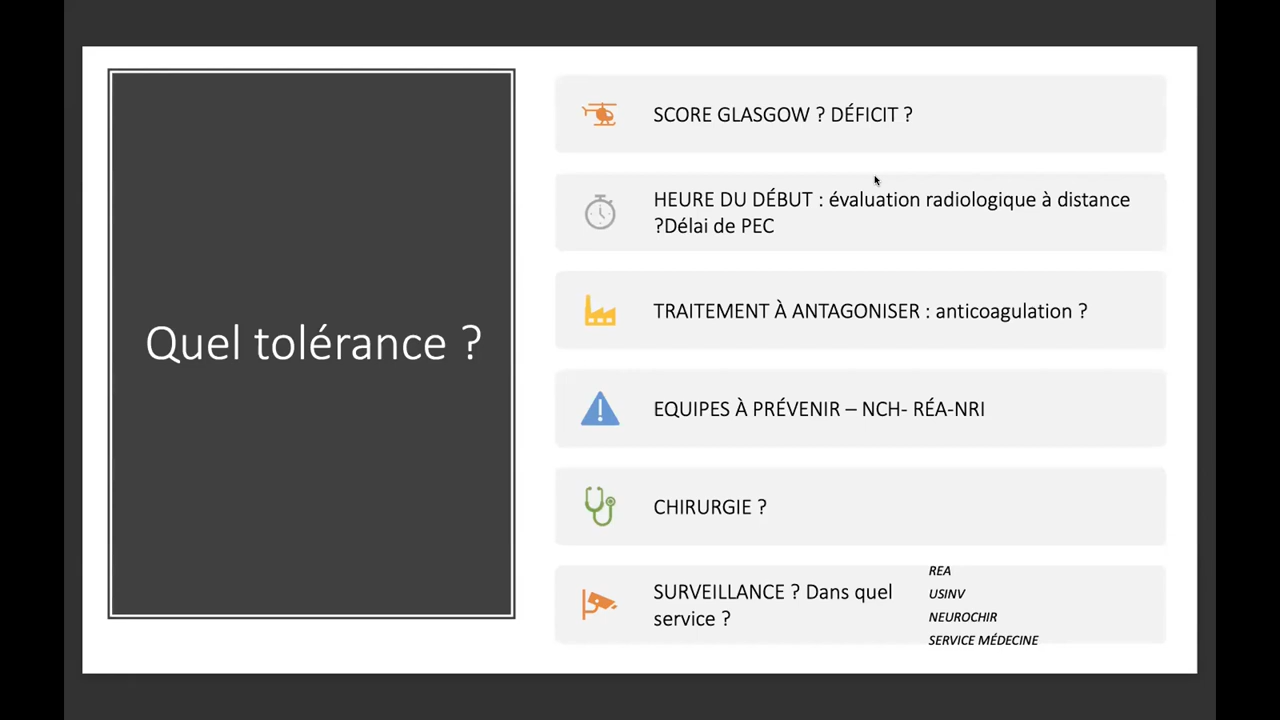 Quel tolérance ?
SCORE GLASGOW ? DÉFICIT ?
HEURE DU DÉBUT : évaluation radiologique à distance
?Délai de PEC
TRAITEMENT À ANTAGONISER : anticoagulation ?
EQUIPES À PRÉVENIR – NCH- RÉA-NRI
CHIRURGIE ?
SURVEILLANCE ? Dans quel
service ?
REA
USINV
NEUROCHIR
SERVICE MÉDECINE